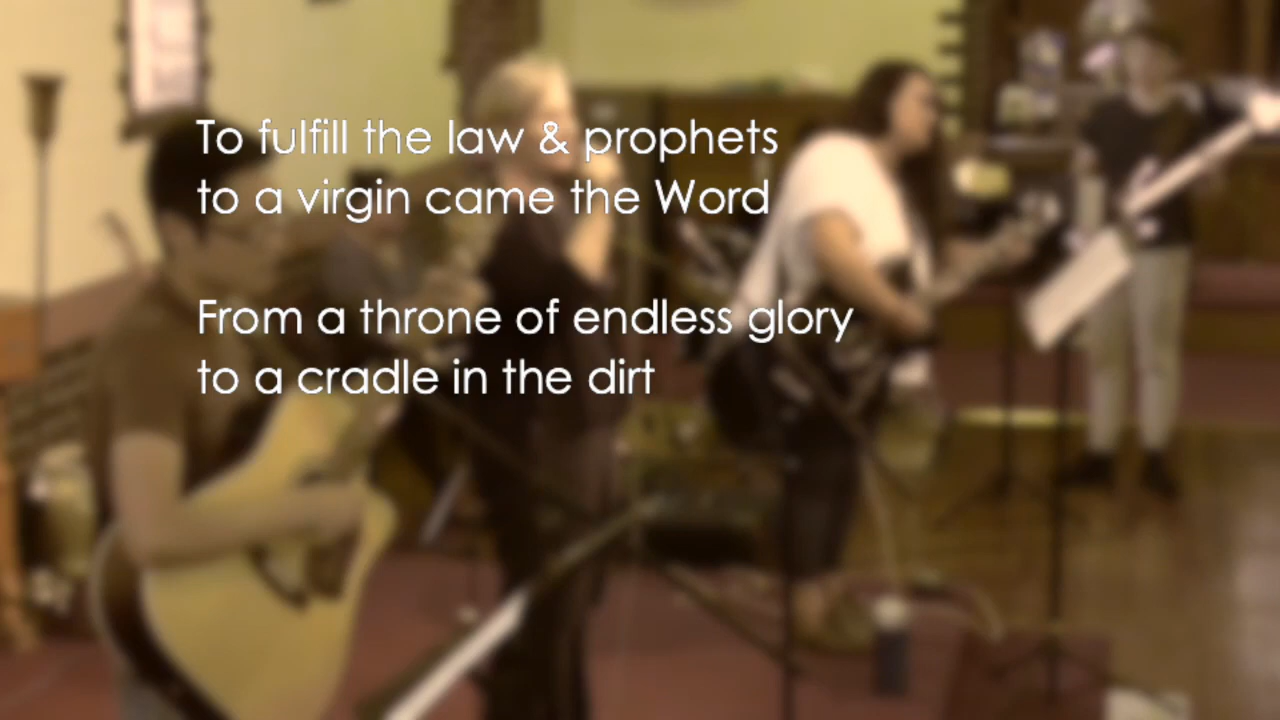 To fulfill the law & prophets
to a virgin came the Word
From a throne of endless glory
to a cradle in the dirt